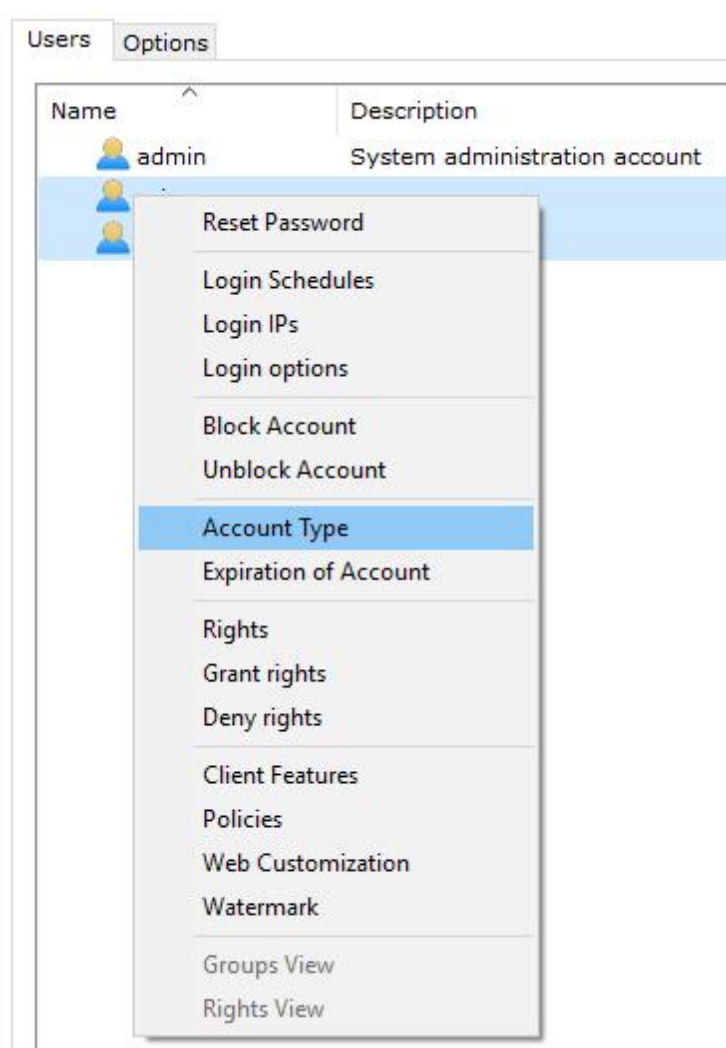 Users Options
Name Description
admin System administration account
Reset Password
Login Schedules
Login IPs
Login options
Block Account
Unblock Account
Account Type
Expiration of Account
Rights
Grant rights
Deny rights
Client Features
Policies
Web Customization
Watermark
Groups View
Rights View